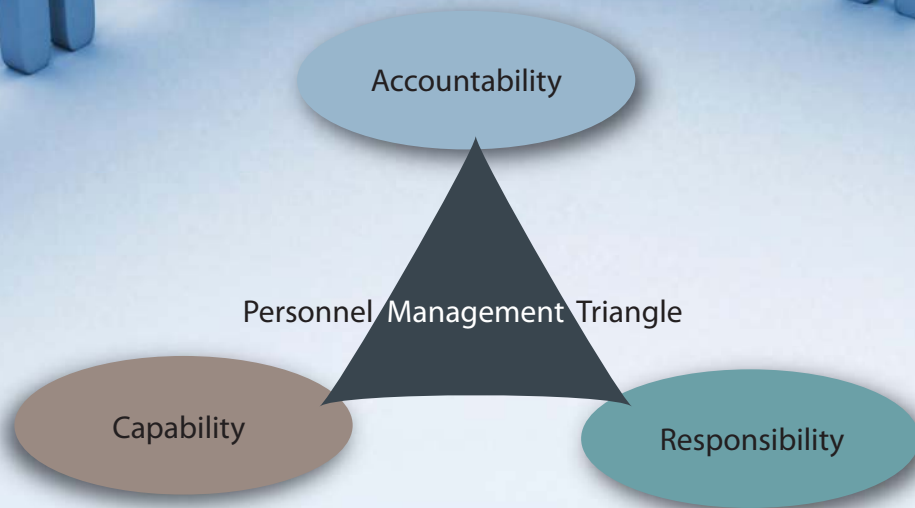 Accountability
Personnel Management Triangle
Capability
Responsibility